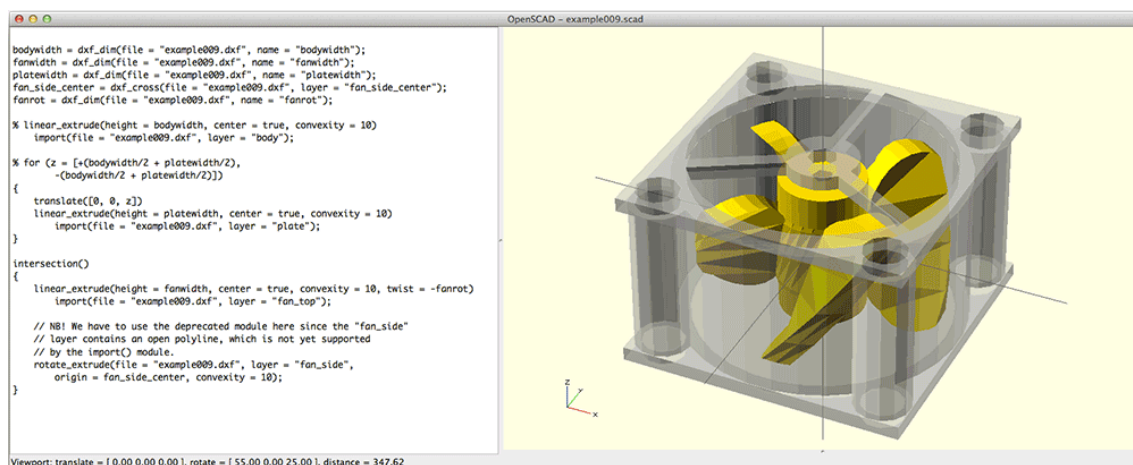 OpenSCAD – example009.scad
bodywidth = dxf_dim(file = "example009.dxf", name = "bodywidth");
fanwidth = dxf_dim(file = "example009.dxf", name = "fanwidth");
platewidth = dxf_dim(file = "example009.dxf", name = "platewidth");
fan_side_center = dxf_cross(file = "example009.dxf", layer = "fan_side_center");
fanrot = dxf_dim(file = "example009.dxf", name = "fanrot");
% linear_extrude(height = bodywidth, center = true, convexity = 10)
import(file = "example009.dxf", layer = "body");
% for (z = [+(bodywidth/2 + platewidth/2),
-(bodywidth/2 + platewidth/2)])
{
translate([0, 0, z])
linear_extrude(height = platewidth, center = true, convexity = 10)
import(file = "example009.dxf", layer = "plate");
}
intersection()
{
linear_extrude(height = fanwidth, center = true, convexity = 10, twist = -fanrot)
import(file = "example009.dxf", layer = "fan_top");
// NB! We have to use the deprecated module here since the "fan_side"
// layer contains an open polyline, which is not yet supported
// by the import() module.
rotate_extrude(file = "example009.dxf", layer = "fan_side",
origin = fan_side_center, convexity = 10);
}
z
y
x
Viewport: translate = [ 0.00 0.00 0.00 ], rotate = [ 55.00 0.00 25.00 ], distance = 347.62